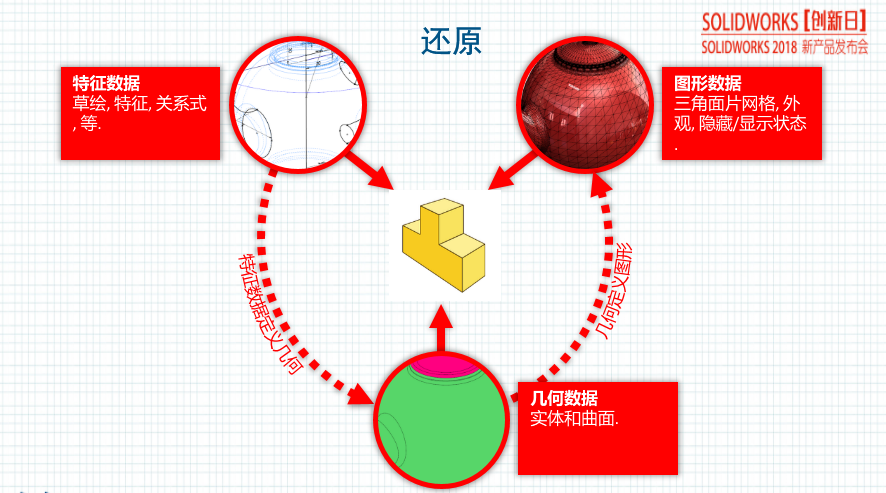 还原
SOLIDWORKS [创新日]
SOLIDWORKS 2018 新产品发布会
特征数据
草绘, 特征, 关系式
, 等.
图形数据
三角面片网格, 外
观, 隐藏/显示状态
.
特征数据定义几何
几何定义图形
几何数据
实体和曲面.